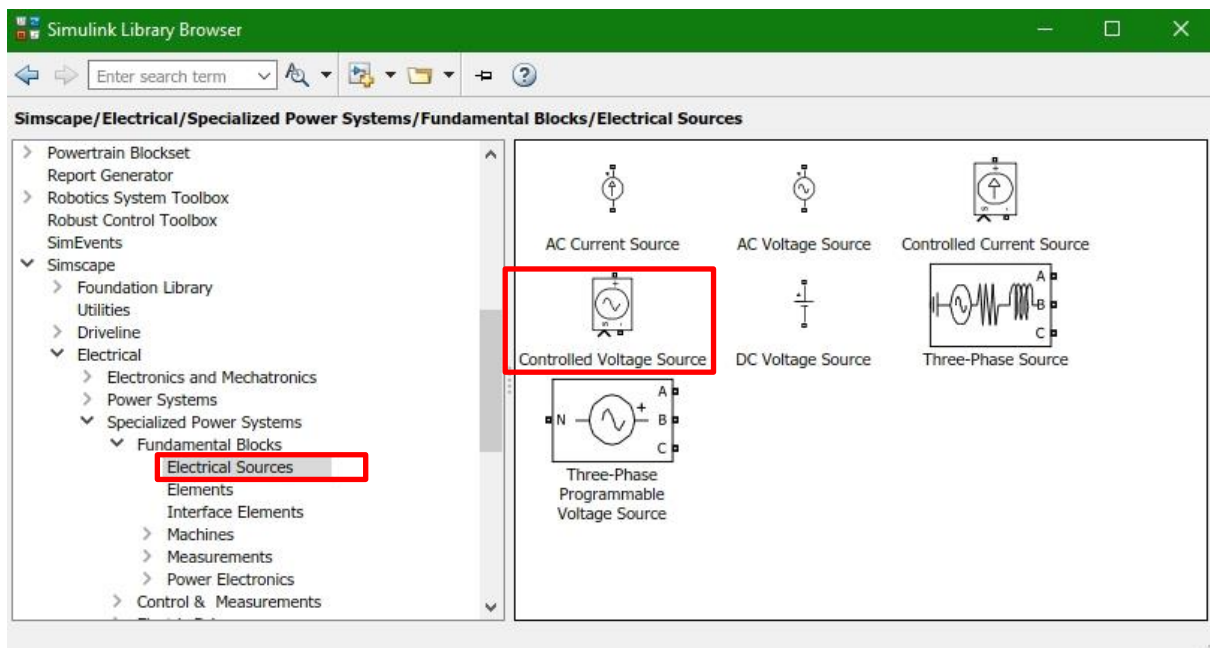 Simulink Library Browser
Enter search term
Simscape/Electrical/Specialized Power Systems/Fundamental Blocks/Electrical Sources
Powertrain Blockset
Report Generator
Robotics System Toolbox
Robust Control Toolbox
SimEvents
Simscape
Foundation Library
Utilities
Driveline
Electrical
Electronics and Mechatronics
Power Systems
Specialized Power Systems
Fundamental Blocks
Electrical Sources
Elements
Interface Elements
Machines
Measurements
Power Electronics
Control & Measurements
AC Current Source
AC Voltage Source
Controlled Current Source
Controlled Voltage Source
DC Voltage Source
A
B
C
Three-Phase Source
N
A
B
C
Three-Phase
Programmable
Voltage Source